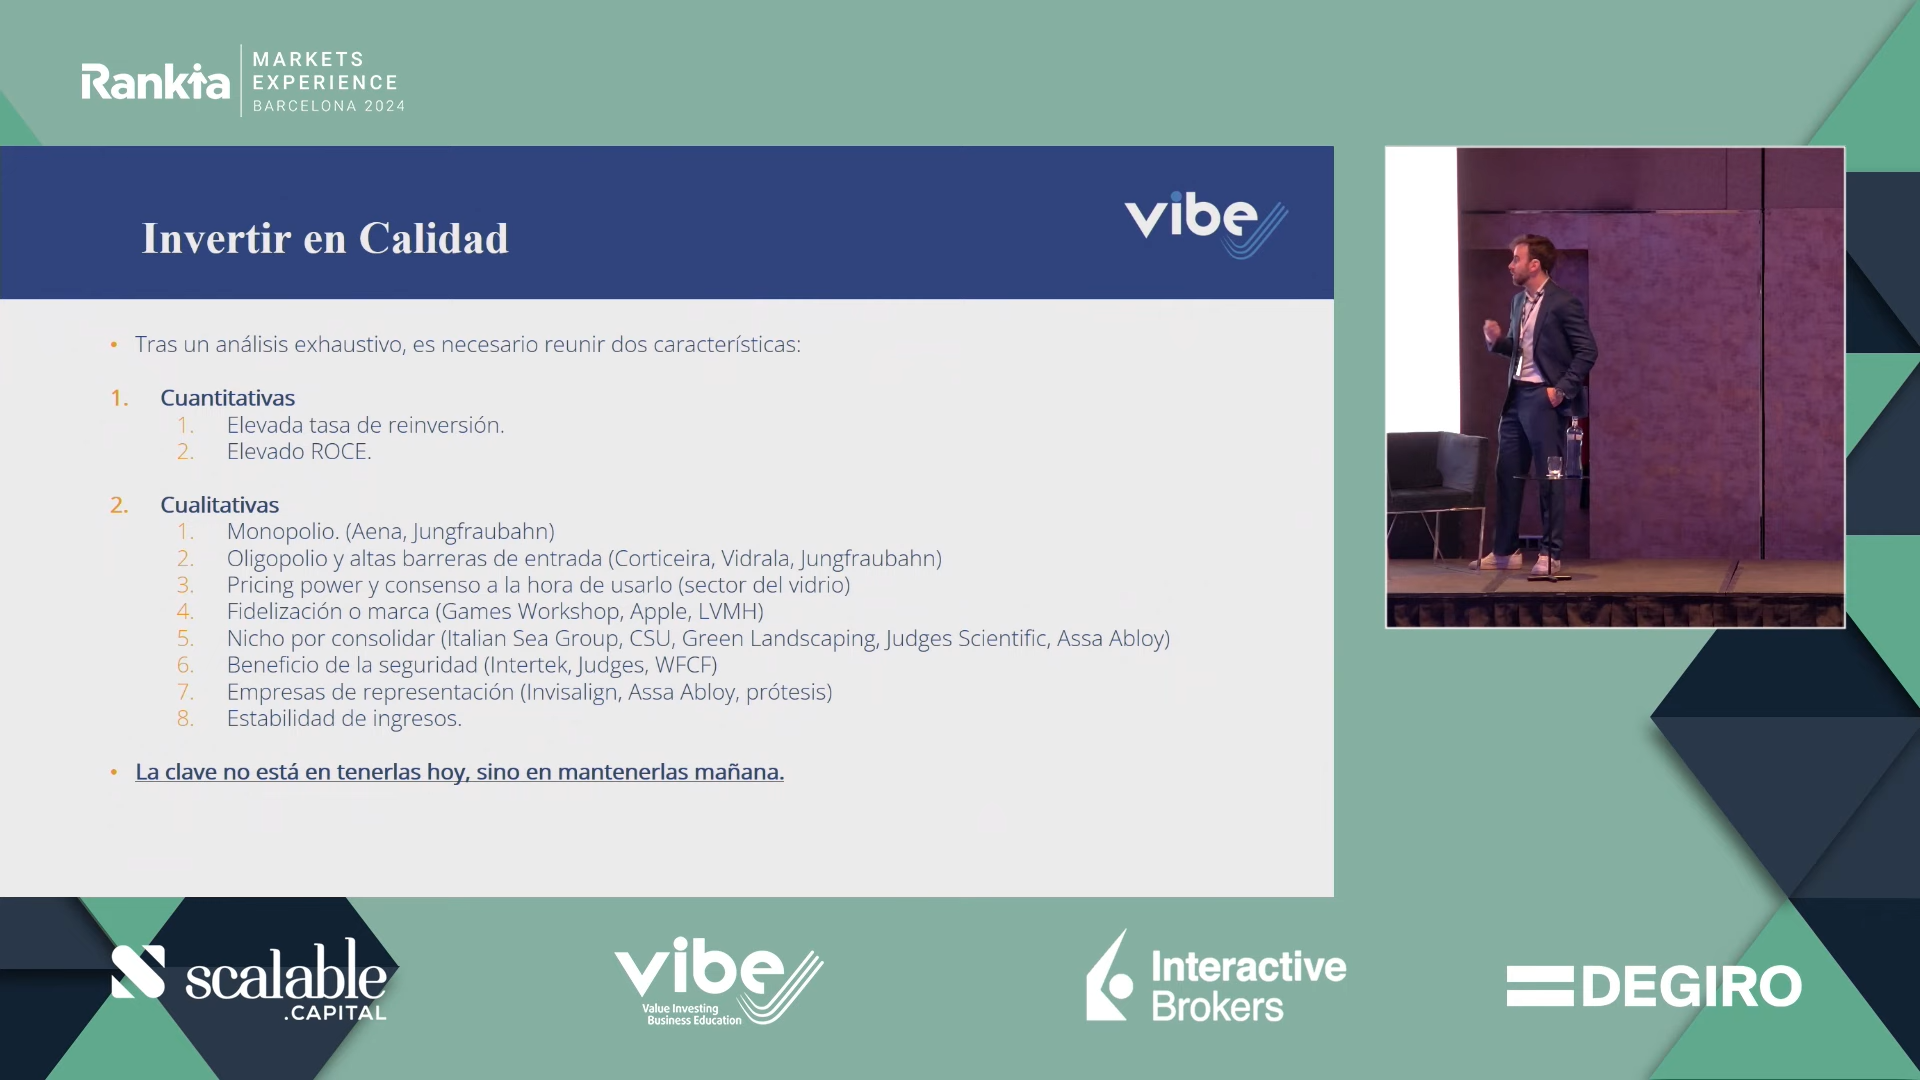 Rankia
MARKETS
EXPERIENCE
BARCELONA 2024
Invertir en Calidad
vibe
• Tras un análisis exhaustivo, es necesario reunir dos características:
1. Cuantitativas
1. Elevada tasa de reinversión.
2. Elevado ROCE.
2. Cualitativas
1. Monopolio. (Aena, Jungfraubahn)
2. Oligopolio y altas barreras de entrada (Corticeira, Vidrala, Jungfraubahn)
3. Pricing power y consenso a la hora de usarlo (sector del vidrio)
4. Fidelización o marca (Games Workshop, Apple, LVMH)
5. Nicho por consolidar (Italian Sea Group, CSU, Green Landscaping, Judges Scientific, Assa Abloy)
6. Beneficio de la seguridad (Intertek, Judges, WFCF)
7. Empresas de representación (Invisalign, Assa Abloy, prótesis)
8. Estabilidad de ingresos.
• La clave no está en tenerlas hoy, sino en mantenerlas mañana.
scalable
.CAPITAL
vibe
Value Investing
Business Education
Interactive
Brokers
DEGIRO